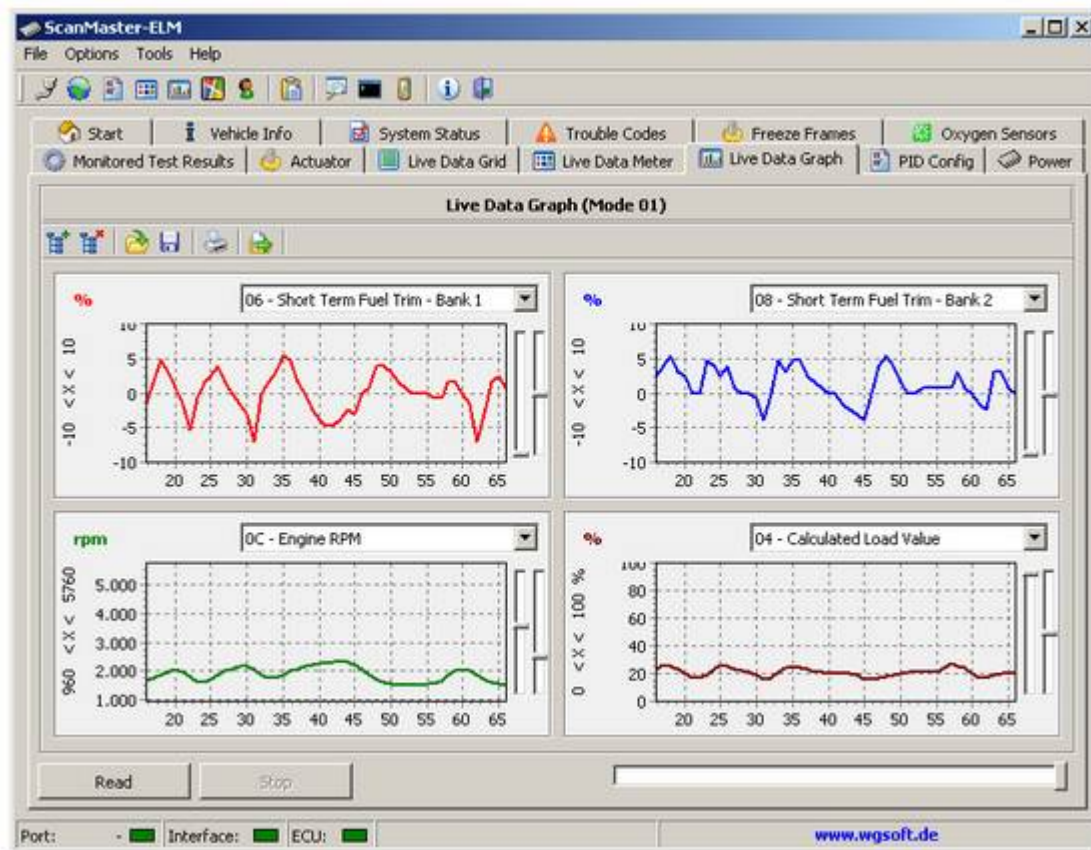 ScanMaster-ELM
File Options Tools Help
Start Vehicle Info System Status Trouble Codes Freeze Frames Oxygen Sensors
Monitored Test Results Actuator Live Data Grid Live Data Meter Live Data Graph PID Config Power
Live Data Graph (Mode 01)
% 06 - Short Term Fuel Trim - Bank 1
10
5
0
-5
-10
-10 < X < 10
20 25 30 35 40 45 50 55 60 65
% 08 - Short Term Fuel Trim - Bank 2
10
5
0
-5
-10
-10 < X < 10
20 25 30 35 40 45 50 55 60 65
rpm 0C - Engine RPM
5.000
4.000
3.000
2.000
1.000
960 < X < 5760
20 25 30 35 40 45 50 55 60 65
% 04 - Calculated Load Value
100
80
60
40
20
0
0 < X < 100 %
20 25 30 35 40 45 50 55 60 65
Read Stop
Port: - Interface: ECU: www.wgsoft.de